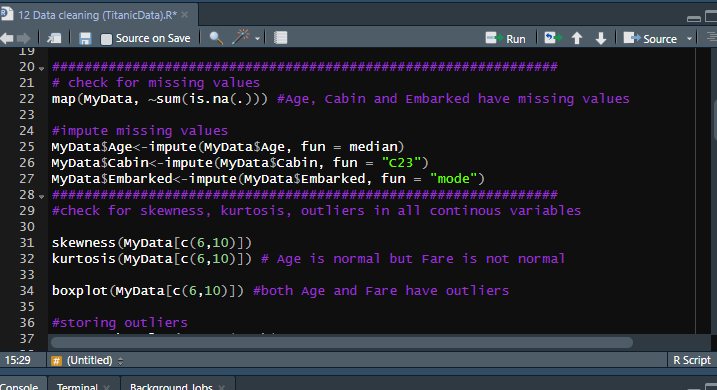 12 Data cleaning (TitanicData).R*
Source on Save
Run
Source
19
20 ###############################################################
21 # check for missing values
22 map(MyData, ~sum(is.na(.))) #Age, Cabin and Embarked have missing values
23
24 #impute missing values
25 MyData$Age<-impute(MyData$Age, fun = median)
26 MyData$Cabin<-impute(MyData$Cabin, fun = "C23")
27 MyData$Embarked<-impute(MyData$Embarked, fun = "mode")
28 ###############################################################
29 #check for skewness, kurtosis, outliers in all continous variables
30
31 skewness(MyData[c(6,10)])
32 kurtosis(MyData[c(6,10)]) # Age is normal but Fare is not normal
33
34 boxplot(MyData[c(6,10)]) #both Age and Fare have outliers
35
36 #storing outliers
37
15:29
# (Untitled)
R Script
Console
Terminal
Background Jobs